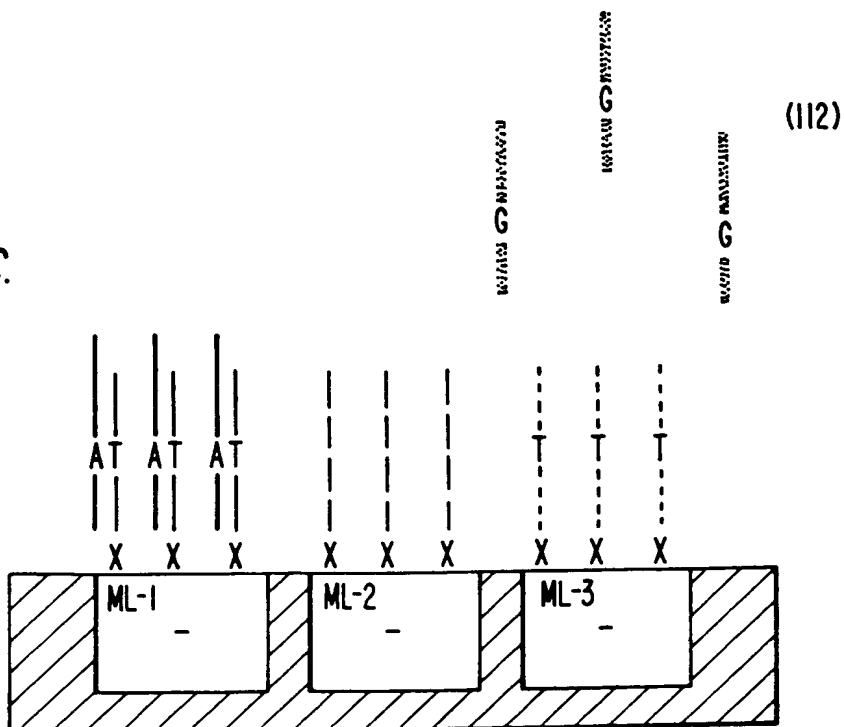 G
(112)
G
G
A T A T A T
T T T
X X X X X X X X X
ML-1 ML-2 ML-3
- - -